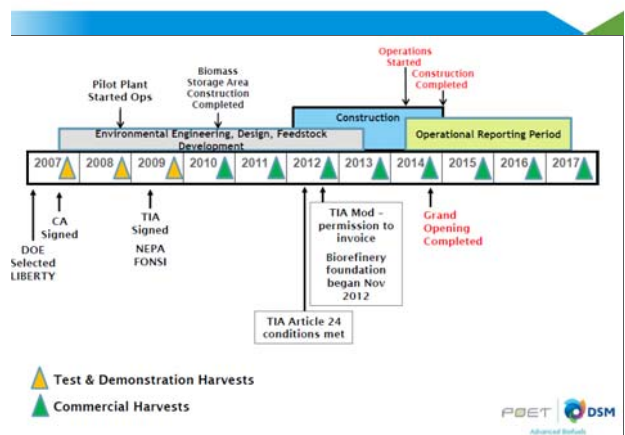 Operations
Started
Construction
Completed
Pilot Plant
Started Ops
Biomass
Storage Area
Construction
Completed
Construction
Environmental Engineering, Design, Feedstock
Development
Operational Reporting Period
2007 2008 2009 2010 2011 2012 2013 2014 2015 2016 2017
DOE
Selected
LIBERTY
CA
Signed
TIA
Signed
NEPA
FONSI
TIA Mod –
permission to
invoice
Biorefinery
foundation
began Nov
2012
TIA Article 24
conditions met
Grand
Opening
Completed
Test & Demonstration Harvests
Commercial Harvests
POET DSM
Advanced Biofuels